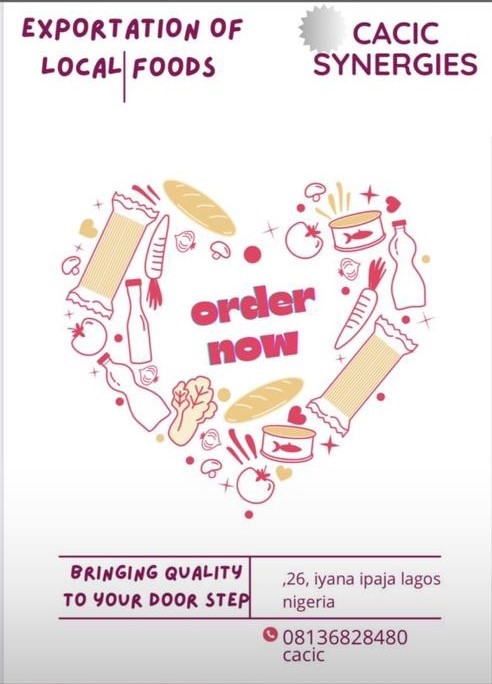 EXPORTATION OF
LOCAL FOODS
CACIC
SYNERGIES
order
now
BRINGING QUALITY
TO YOUR DOOR STEP
,26, iyana ipaja lagos
nigeria
08136828480
cacic